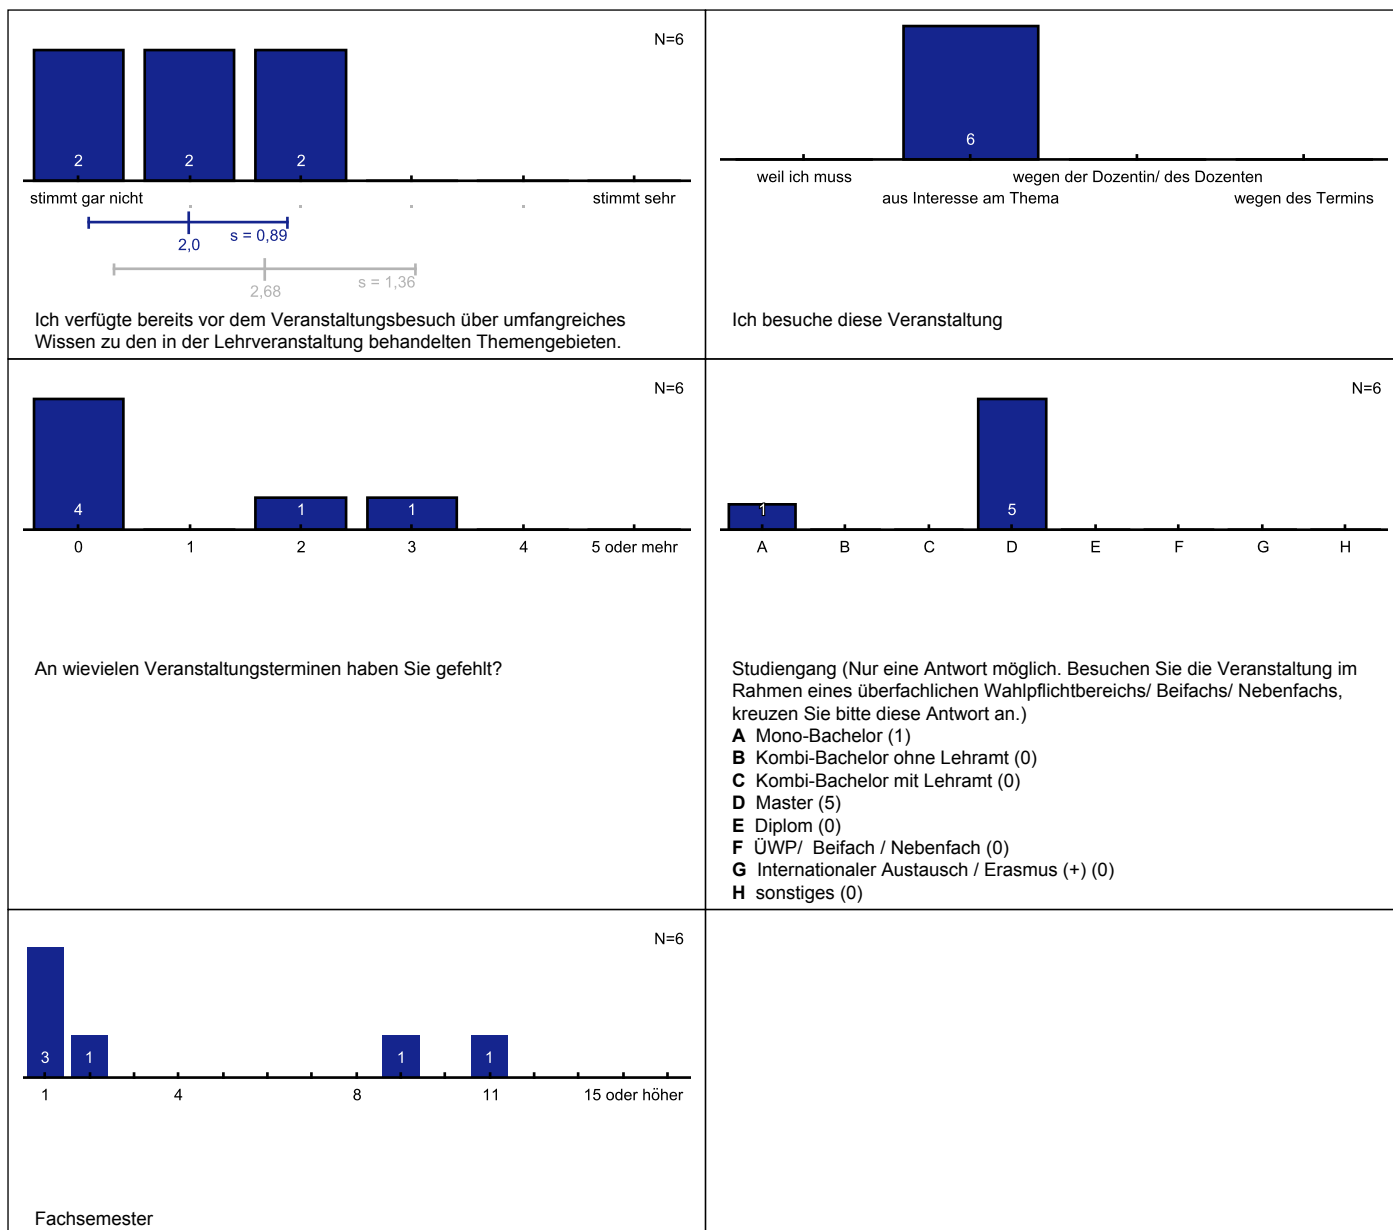 N=6
2 2 2
stimmt gar nicht stimmt sehr
s = 0,89
2,0
s = 1,36
2,68
Ich verfügte bereits vor dem Veranstaltungsbesuch über umfangreiches
Wissen zu den in der Lehrveranstaltung behandelten Themengebieten.
6
weil ich muss wegen der Dozentin/ des Dozenten
aus Interesse am Thema wegen des Termins
Ich besuche diese Veranstaltung
N=6
4 1 1
0 1 2 3 4 5 oder mehr
An wievielen Veranstaltungsterminen haben Sie gefehlt?
N=6
1 5
A B C D E F G H
Studiengang (Nur eine Antwort möglich. Besuchen Sie die Veranstaltung im
Rahmen eines überfachlichen Wahlpflichtbereichs/ Beifachs/ Nebenfachs,
kreuzen Sie bitte diese Antwort an.)
A Mono-Bachelor (1)
B Kombi-Bachelor ohne Lehramt (0)
C Kombi-Bachelor mit Lehramt (0)
D Master (5)
E Diplom (0)
F ÜWP/ Beifach / Nebenfach (0)
G Internationaler Austausch / Erasmus (+) (0)
H sonstiges (0)
N=6
3 1 1 1
1 4 8 11 15 oder höher
Fachsemester